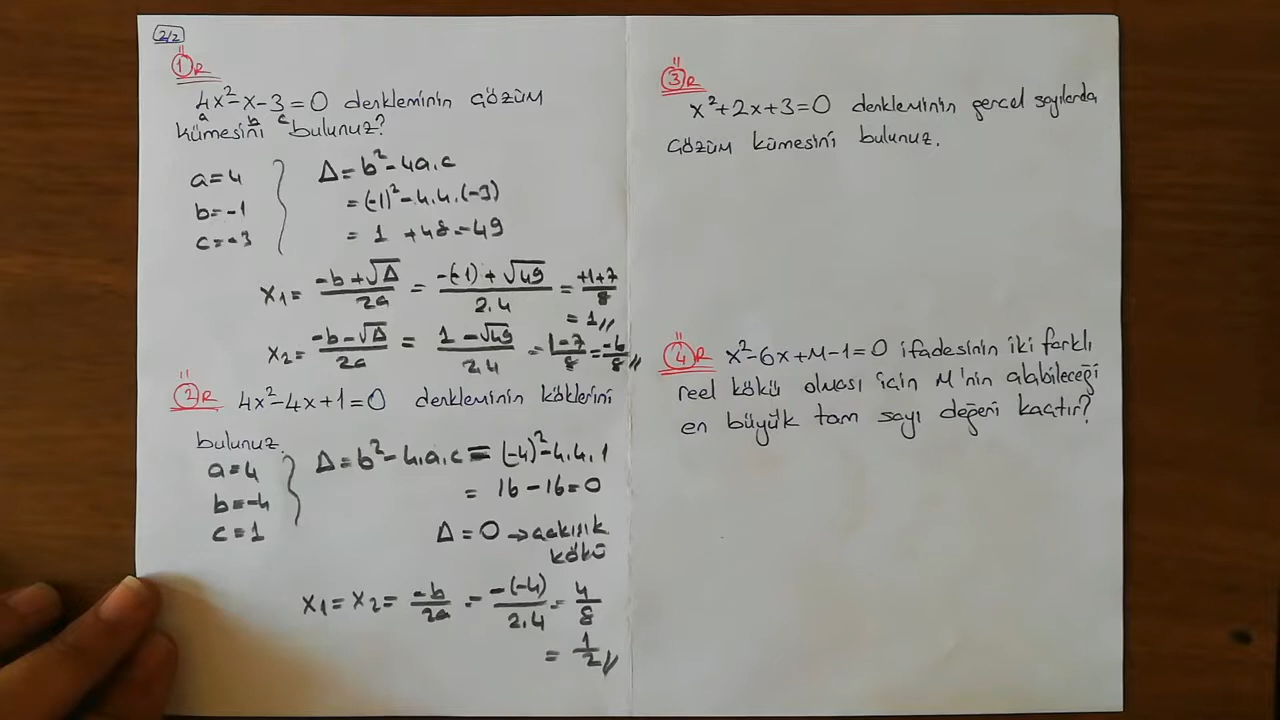 2/2
1 R
4x²-x-3=0 denkleminin çözüm
a b c
kümesini bulunuz?
a=4
b=-1
c=-3
Δ=b²-4a.c
=(-1)²-4.4.(-3)
= 1 +48=49
x₁= (-b+√Δ)/2a = (-(-1)+√49)/2.4 = (+1+7)/8
= 1//
x₂= (-b-√Δ)/2a = (1-√49)/2.4 = (1-7)/8 = -6/8 //
2 R 4x²-4x+1=0 denkleminin köklerini
bulunuz.
a=4
b=-4
c=1
Δ=b²-4.a.c = (-4)²-4.4.1
= 16-16=0
Δ=0 → çakışık
kökü
x₁=x₂= -b/2a = -(-4)/2.4 = 4/8
= 1/2 //
3 R
x²+2x+3=0 denkleminin gerçel sayılarda
çözüm kümesini bulunuz.
4 R x²-6x+M-1=0 ifadesinin iki farklı
reel kökü olması için M'nin alabileceği
en büyük tam sayı değeri kaçtır?